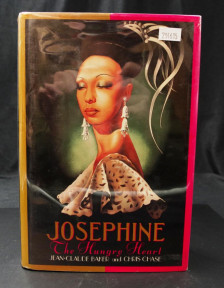 JOSEPHINE
The Hungry Heart
JEAN-CLAUDE BAKER and CHRIS CHASE